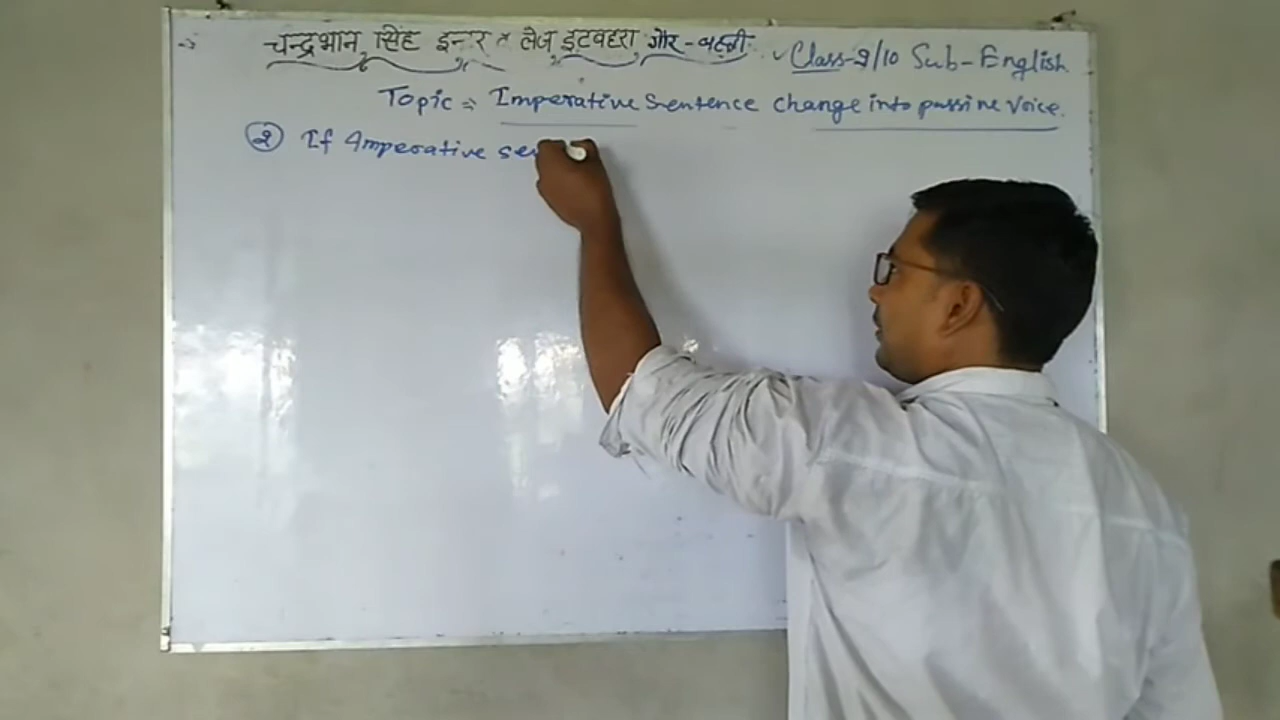 चन्द्रभान सिंह इन्टर लेज इटवहरा गौर-बस्ती. Class-9/10 Sub-English
Topic ⇒ Imperative Sentence change into passive Voice.
② If Imperative se